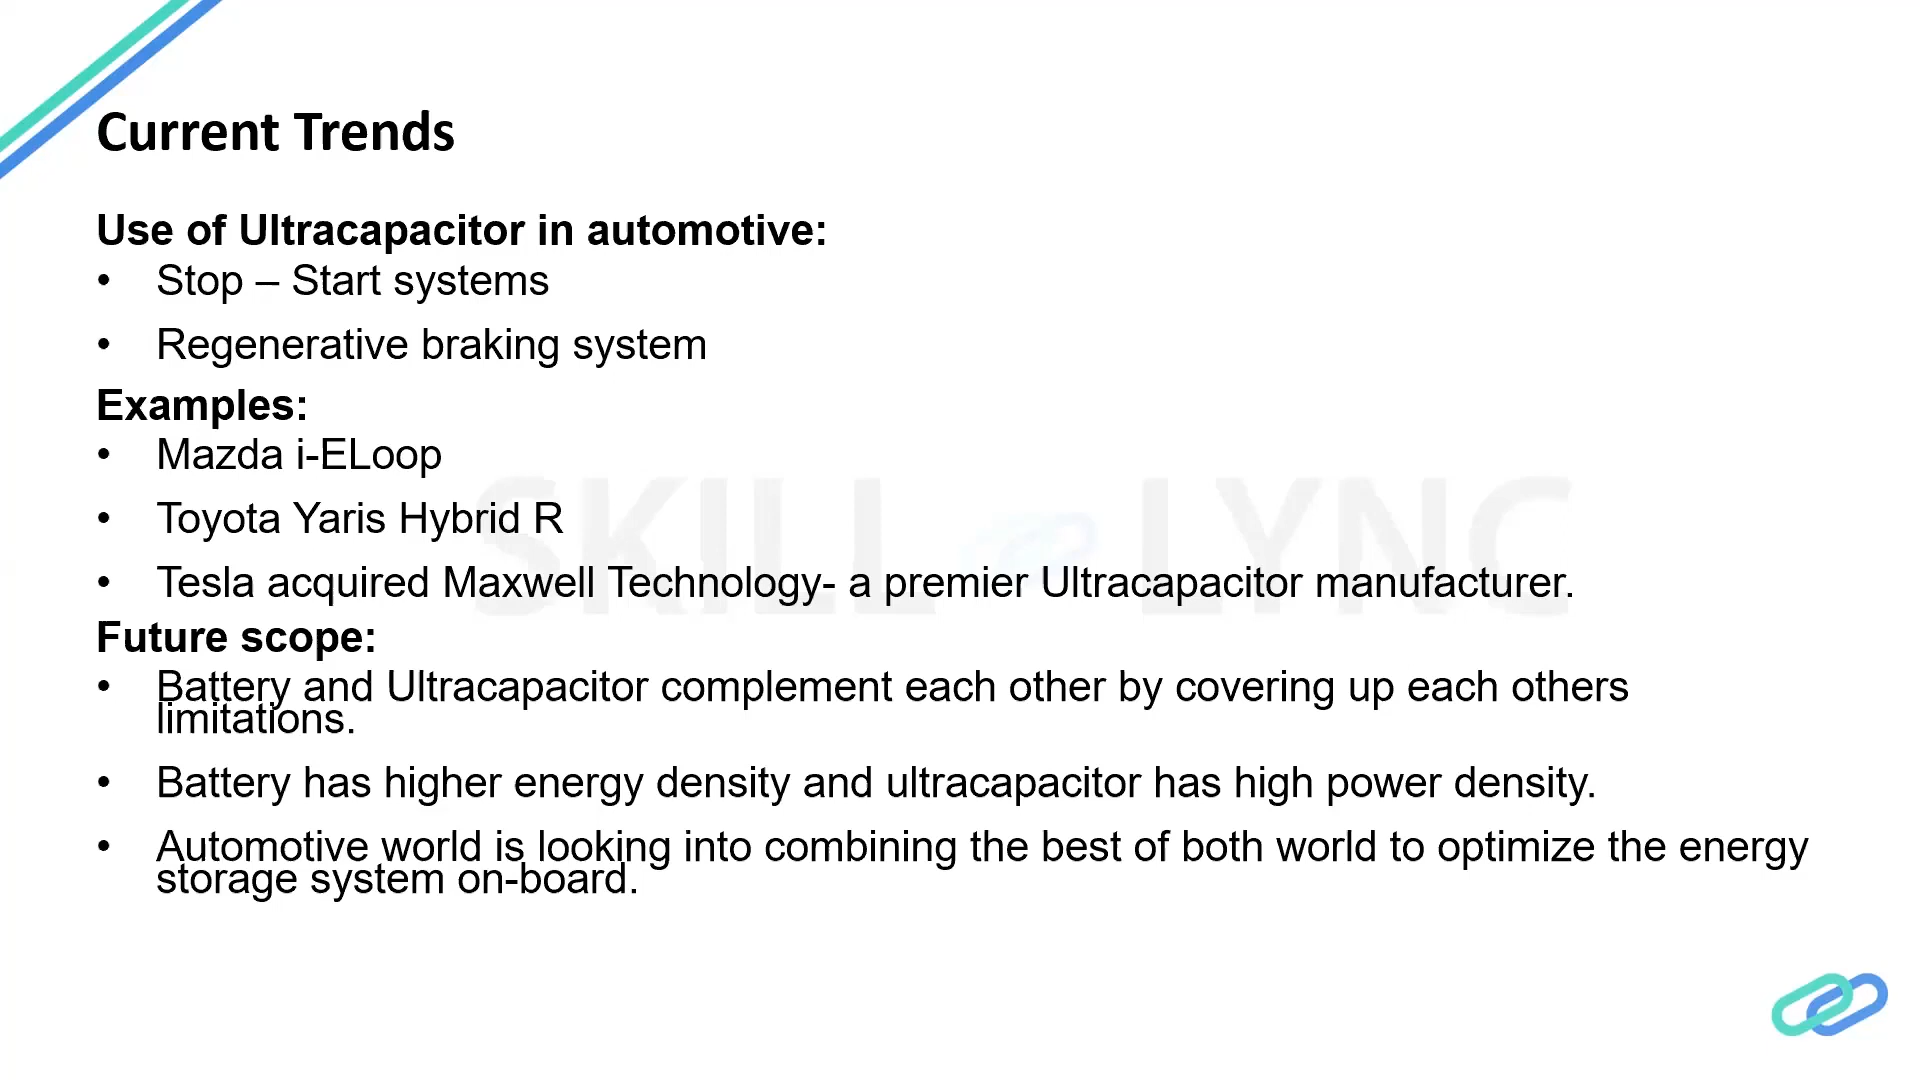 Current Trends
Use of Ultracapacitor in automotive:
• Stop – Start systems
• Regenerative braking system
Examples:
• Mazda i-ELoop
• Toyota Yaris Hybrid R
SKILL LYNC
• Tesla acquired Maxwell Technology- a premier Ultracapacitor manufacturer.
Future scope:
• Battery and Ultracapacitor complement each other by covering up each others
limitations.
• Battery has higher energy density and ultracapacitor has high power density.
• Automotive world is looking into combining the best of both world to optimize the energy
storage system on-board.